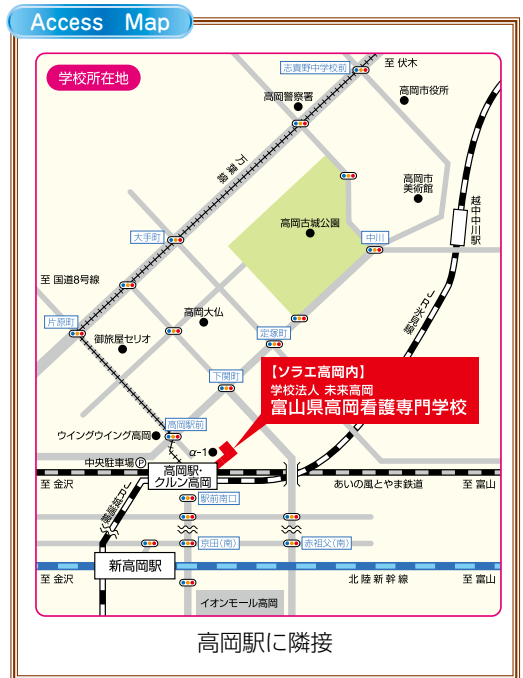 Access Map
学校所在地
志貴野中学校前
至 伏木
高岡警察署
高岡市役所
万葉線
高岡市
美術館
越中中川駅
高岡古城公園
大手町
中川
至 国道8号線
JR氷見線
高岡大仏
片原町
御旅屋セリオ
定塚町
下関町
【ソラエ高岡内】
学校法人 未来高岡
富山県高岡看護専門学校
高岡駅前
ウイングウイング高岡
α-1
中央駐車場P
高岡駅・
クルン高岡
至 金沢
あいの風とやま鉄道
至 富山
JR城端線
駅前南口
京田(南)
赤祖父(南)
新高岡駅
至 金沢
北陸新幹線
至 富山
イオンモール高岡
高岡駅に隣接